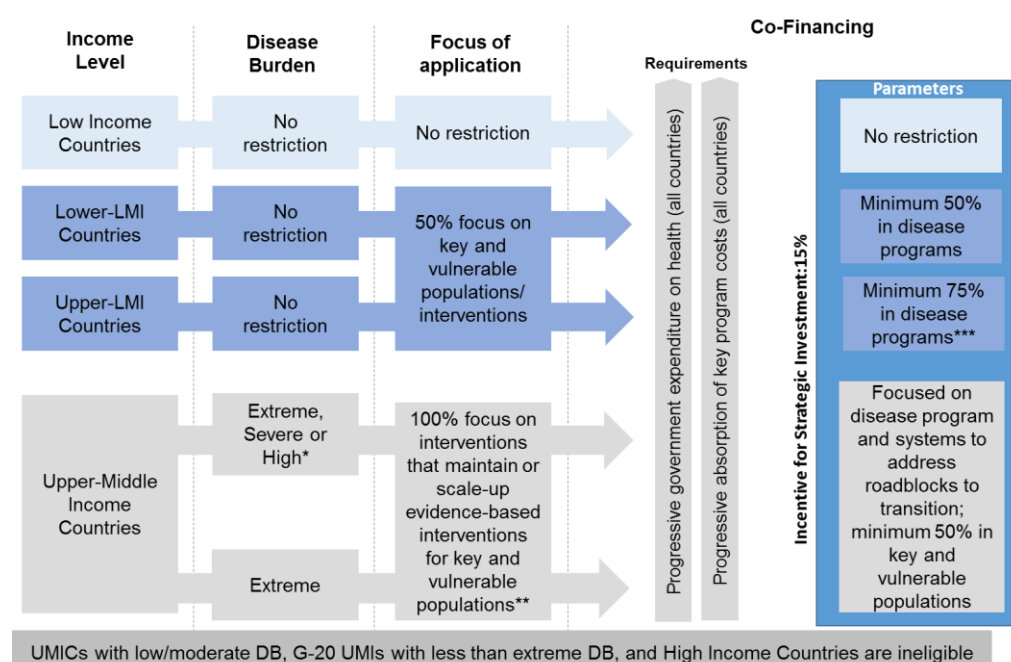 Income
Level
Disease
Burden
Focus of
application
Co-Financing
Requirements
Low Income
Countries
No
restriction
No restriction
Lower-LMI
Countries
No
restriction
50% focus on
key and
vulnerable
populations/
interventions
Upper-LMI
Countries
No
restriction
Upper-Middle
Income
Countries
Extreme,
Severe or
High*
Extreme
100% focus on
interventions
that maintain or
scale-up
evidence-based
interventions
for key and
vulnerable
populations**
Progressive government expenditure on health (all countries)
Progressive absorption of key program costs (all countries)
Incentive for Strategic Investment:15%
Parameters
No restriction
Minimum 50%
in disease
programs
Minimum 75%
in disease
programs***
Focused on
disease program
and systems to
address
roadblocks to
transition;
minimum 50% in
key and
vulnerable
populations
UMICs with low/moderate DB, G-20 UMIs with less than extreme DB, and High Income Countries are ineligible